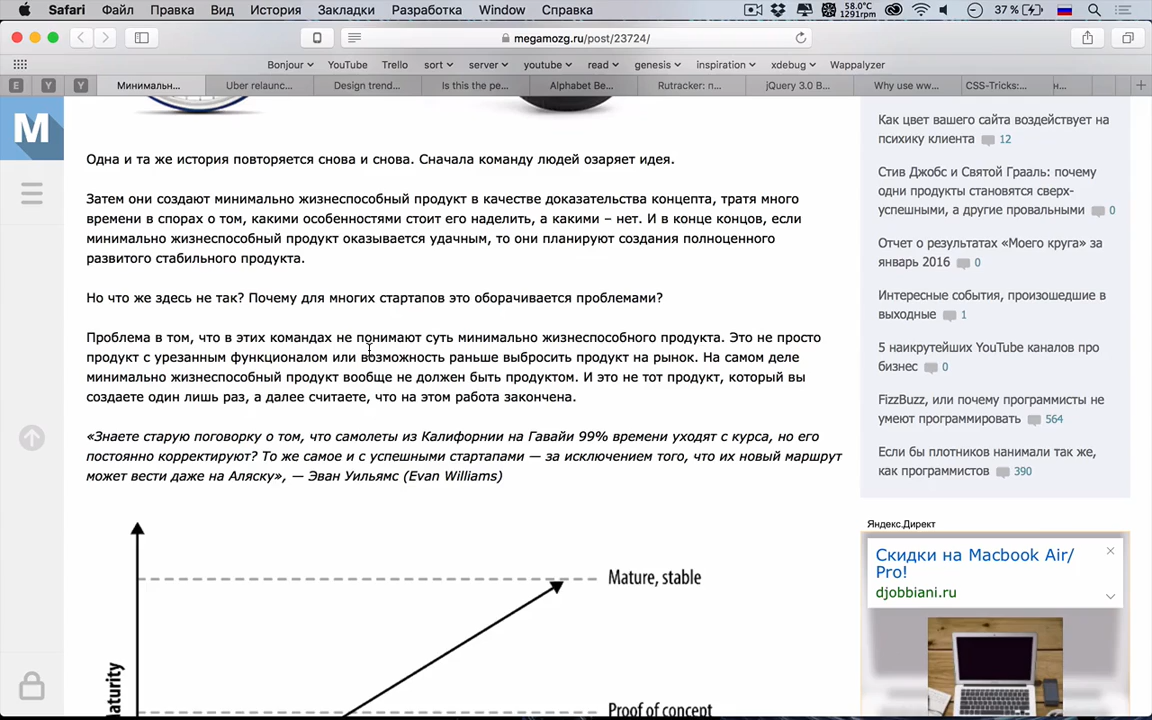 Safari Файл Правка Вид История Закладки Разработка Window Справка 58.0°C 1291rpm 37 %
megamozg.ru/post/23724/
Bonjour YouTube Trello sort server youtube read genesis inspiration xdebug Wappalyzer
E Y Y Минимальн... Uber relaunc... Design trend... Is this the pe... Alphabet Be... Rutracker: п... jQuery 3.0 B... Why use ww... CSS-Tricks:... н...
M
Одна и та же история повторяется снова и снова. Сначала команду людей озаряет идея.
Затем они создают минимально жизнеспособный продукт в качестве доказательства концепта, тратя много
времени в спорах о том, какими особенностями стоит его наделить, а какими – нет. И в конце концов, если
минимально жизнеспособный продукт оказывается удачным, то они планируют создания полноценного
развитого стабильного продукта.
Но что же здесь не так? Почему для многих стартапов это оборачивается проблемами?
Проблема в том, что в этих командах не понимают суть минимально жизнеспособного продукта. Это не просто
продукт с урезанным функционалом или возможность раньше выбросить продукт на рынок. На самом деле
минимально жизнеспособный продукт вообще не должен быть продуктом. И это не тот продукт, который вы
создаете один лишь раз, а далее считаете, что на этом работа закончена.
«Знаете старую поговорку о том, что самолеты из Калифорнии на Гавайи 99% времени уходят с курса, но его
постоянно корректируют? То же самое и с успешными стартапами — за исключением того, что их новый маршрут
может вести даже на Аляску», — Эван Уильямс (Evan Williams)
Mature, stable
Proof of concept
Как цвет вашего сайта воздействует на
психику клиента 12
Стив Джобс и Святой Грааль: почему
одни продукты становятся сверх-
успешными, а другие провальными 0
Отчет о результатах «Моего круга» за
январь 2016 0
Интересные события, произошедшие в
выходные 1
5 наикрутейших YouTube каналов про
бизнес 0
FizzBuzz, или почему программисты не
умеют программировать 564
Если бы плотников нанимали так же,
как программистов 390
Яндекс.Директ
Скидки на Macbook Air/
Pro!
djobbiani.ru